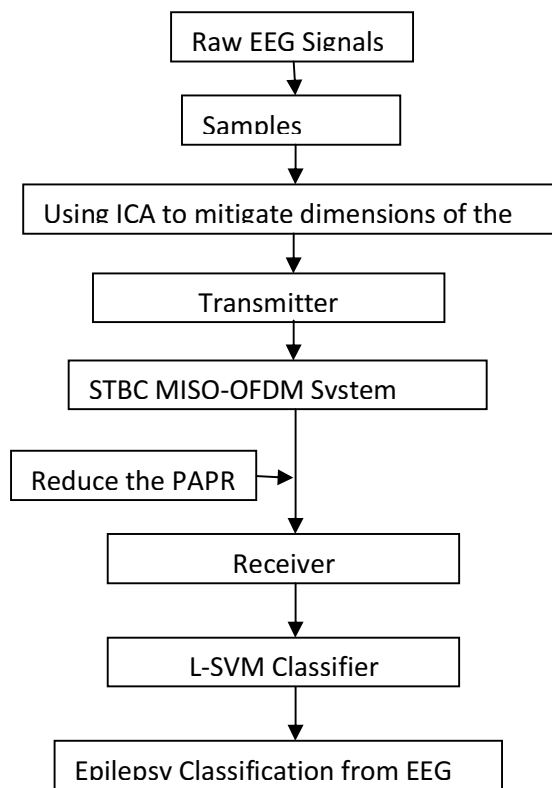 Raw EEG Signals
Samples
Using ICA to mitigate dimensions of the
Transmitter
STBC MISO-OFDM System
Reduce the PAPR
Receiver
L-SVM Classifier
Epilepsy Classification from EEG